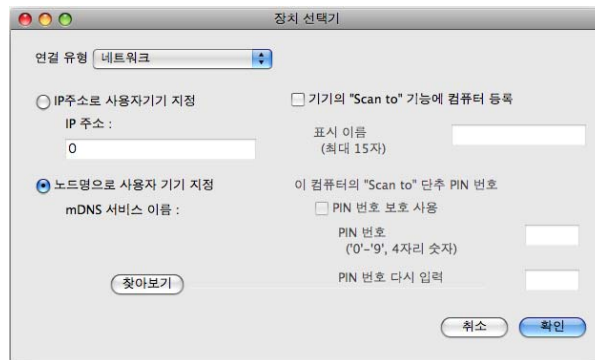 장치 선택기
연결 유형 네트워크
IP주소로 사용자기기 지정
IP 주소 :
0
노드명으로 사용자 기기 지정
mDNS 서비스 이름 :
찾아보기
기기의 "Scan to" 기능에 컴퓨터 등록
표시 이름
(최대 15자)
이 컴퓨터의 "Scan to" 단추 PIN 번호
PIN 번호 보호 사용
PIN 번호
('0'-'9', 4자리 숫자)
PIN 번호 다시 입력
취소 확인